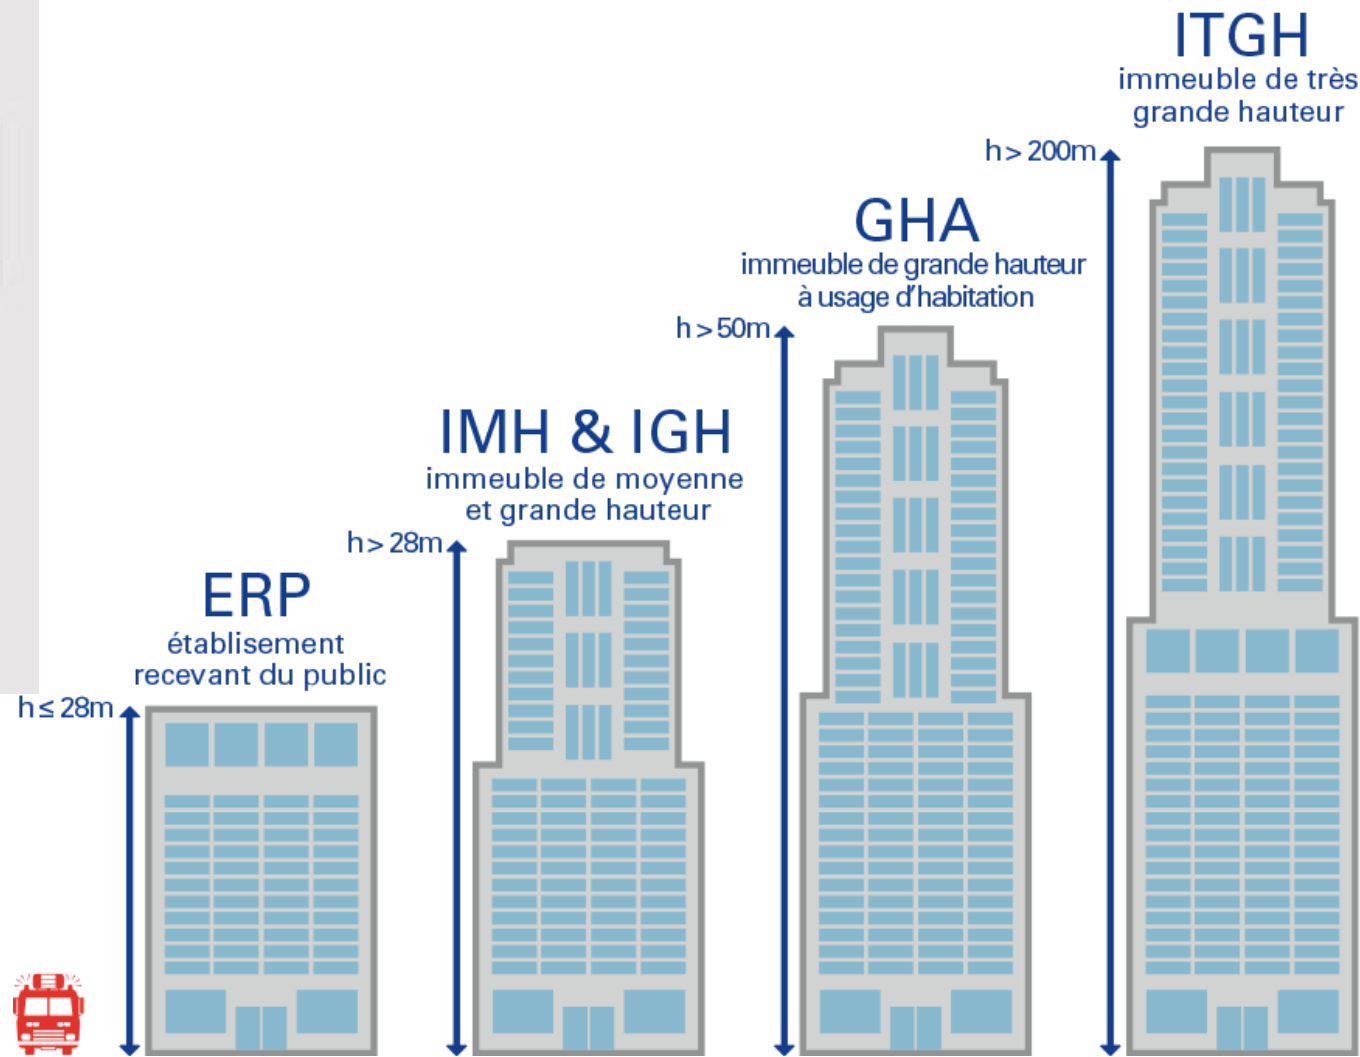 ERP
établisement
recevant du public
h ≤ 28m
IMH & IGH
immeuble de moyenne
et grande hauteur
h > 28m
GHA
immeuble de grande hauteur
à usage d'habitation
h > 50m
ITGH
immeuble de très
grande hauteur
h > 200m